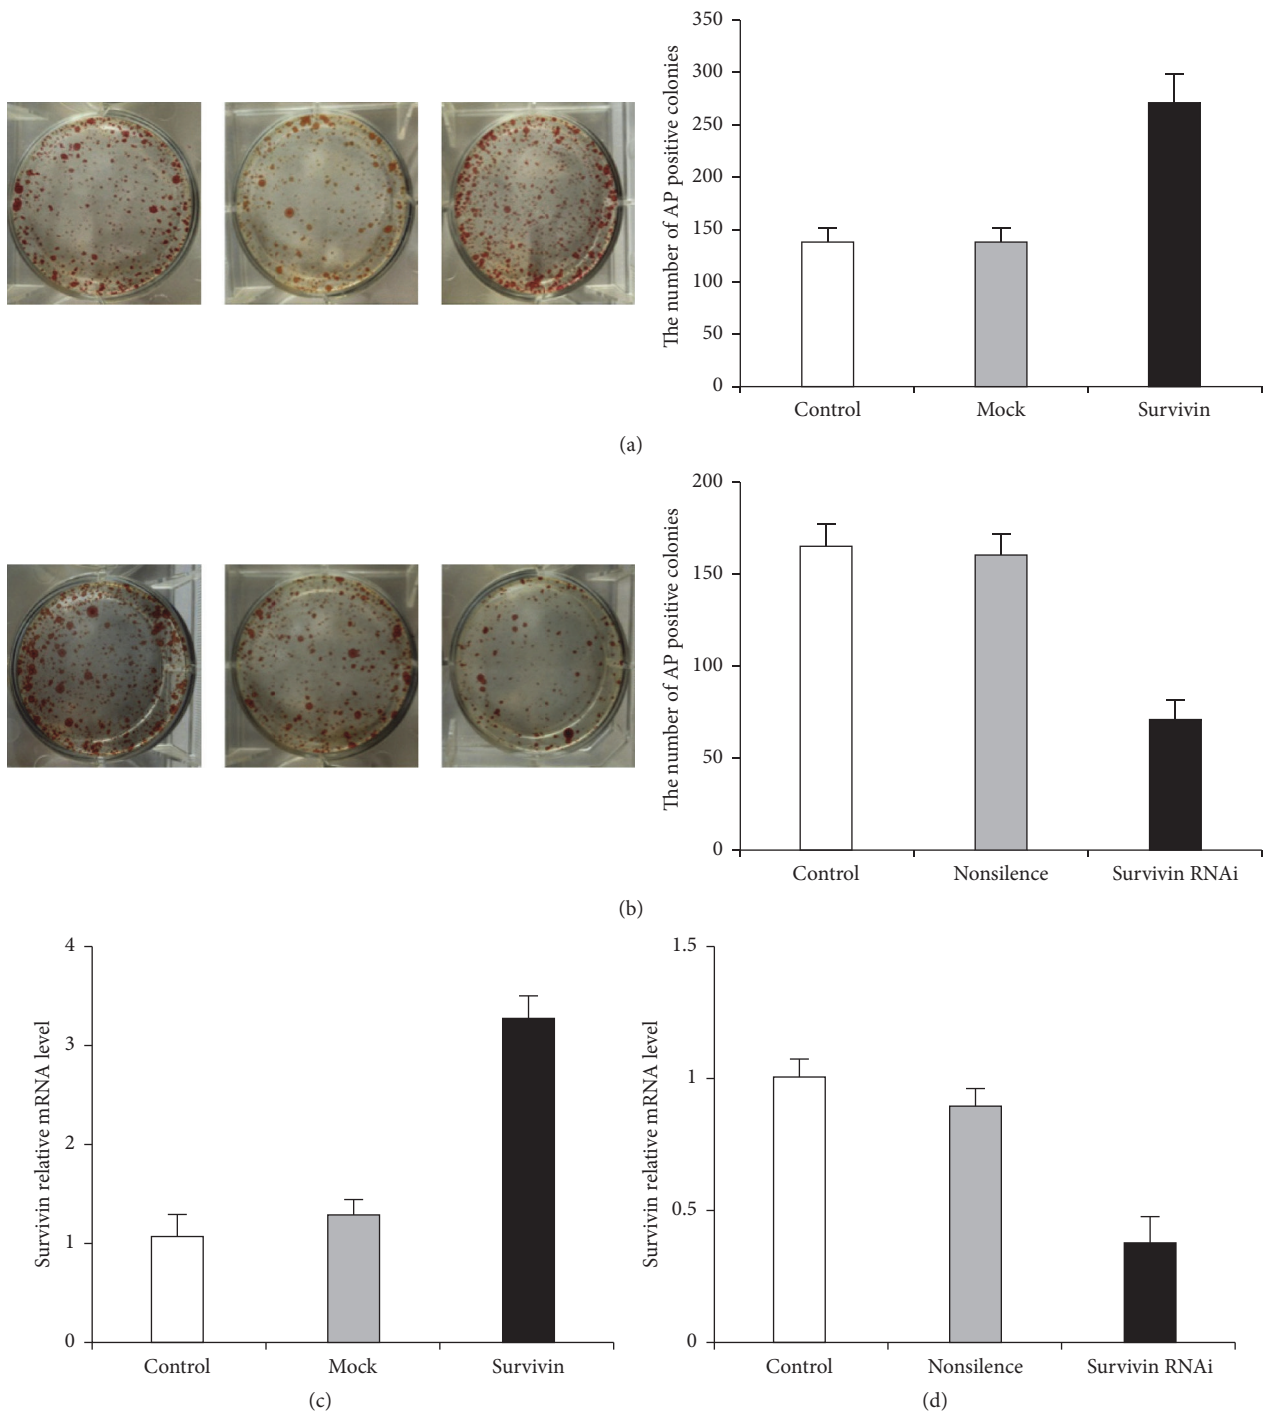 The number of AP positive colonies
350
300
250
200
150
100
50
0
Control Mock Survivin
(a)
The number of AP positive colonies
200
150
100
50
0
Control Nonsilence Survivin RNAi
(b)
Survivin relative mRNA level
4
3
2
1
0
Control Mock Survivin
(c)
Survivin relative mRNA level
1.5
1
0.5
0
Control Nonsilence Survivin RNAi
(d)